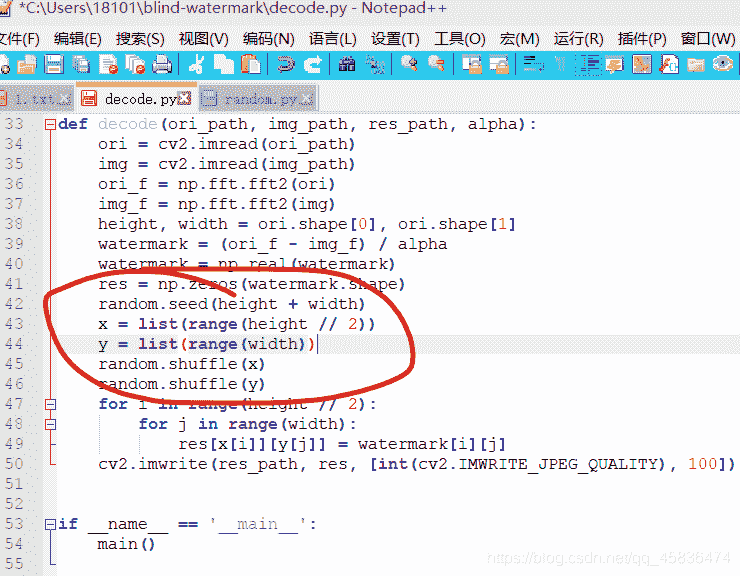 *C:\Users\18101\blind-watermark\decode.py - Notepad++
文件(F) 编辑(E) 搜索(S) 视图(V) 编码(N) 语言(L) 设置(T) 工具(O) 宏(M) 运行(R) 插件(P) 窗口(W)
1.txt decode.py random.py
33 def decode(ori_path, img_path, res_path, alpha):
34 ori = cv2.imread(ori_path)
35 img = cv2.imread(img_path)
36 ori_f = np.fft.fft2(ori)
37 img_f = np.fft.fft2(img)
38 height, width = ori.shape[0], ori.shape[1]
39 watermark = (ori_f - img_f) / alpha
40 watermark = np.real(watermark)
41 res = np.zeros(watermark.shape)
42 random.seed(height + width)
43 x = list(range(height // 2))
44 y = list(range(width))
45 random.shuffle(x)
46 random.shuffle(y)
47 for i in range(height // 2):
48 for j in range(width):
49 res[x[i]][y[j]] = watermark[i][j]
50 cv2.imwrite(res_path, res, [int(cv2.IMWRITE_JPEG_QUALITY), 100])
51
52
53 if __name__ == '__main__':
54 main()
55
https://blog.csdn.net/qq_45836474